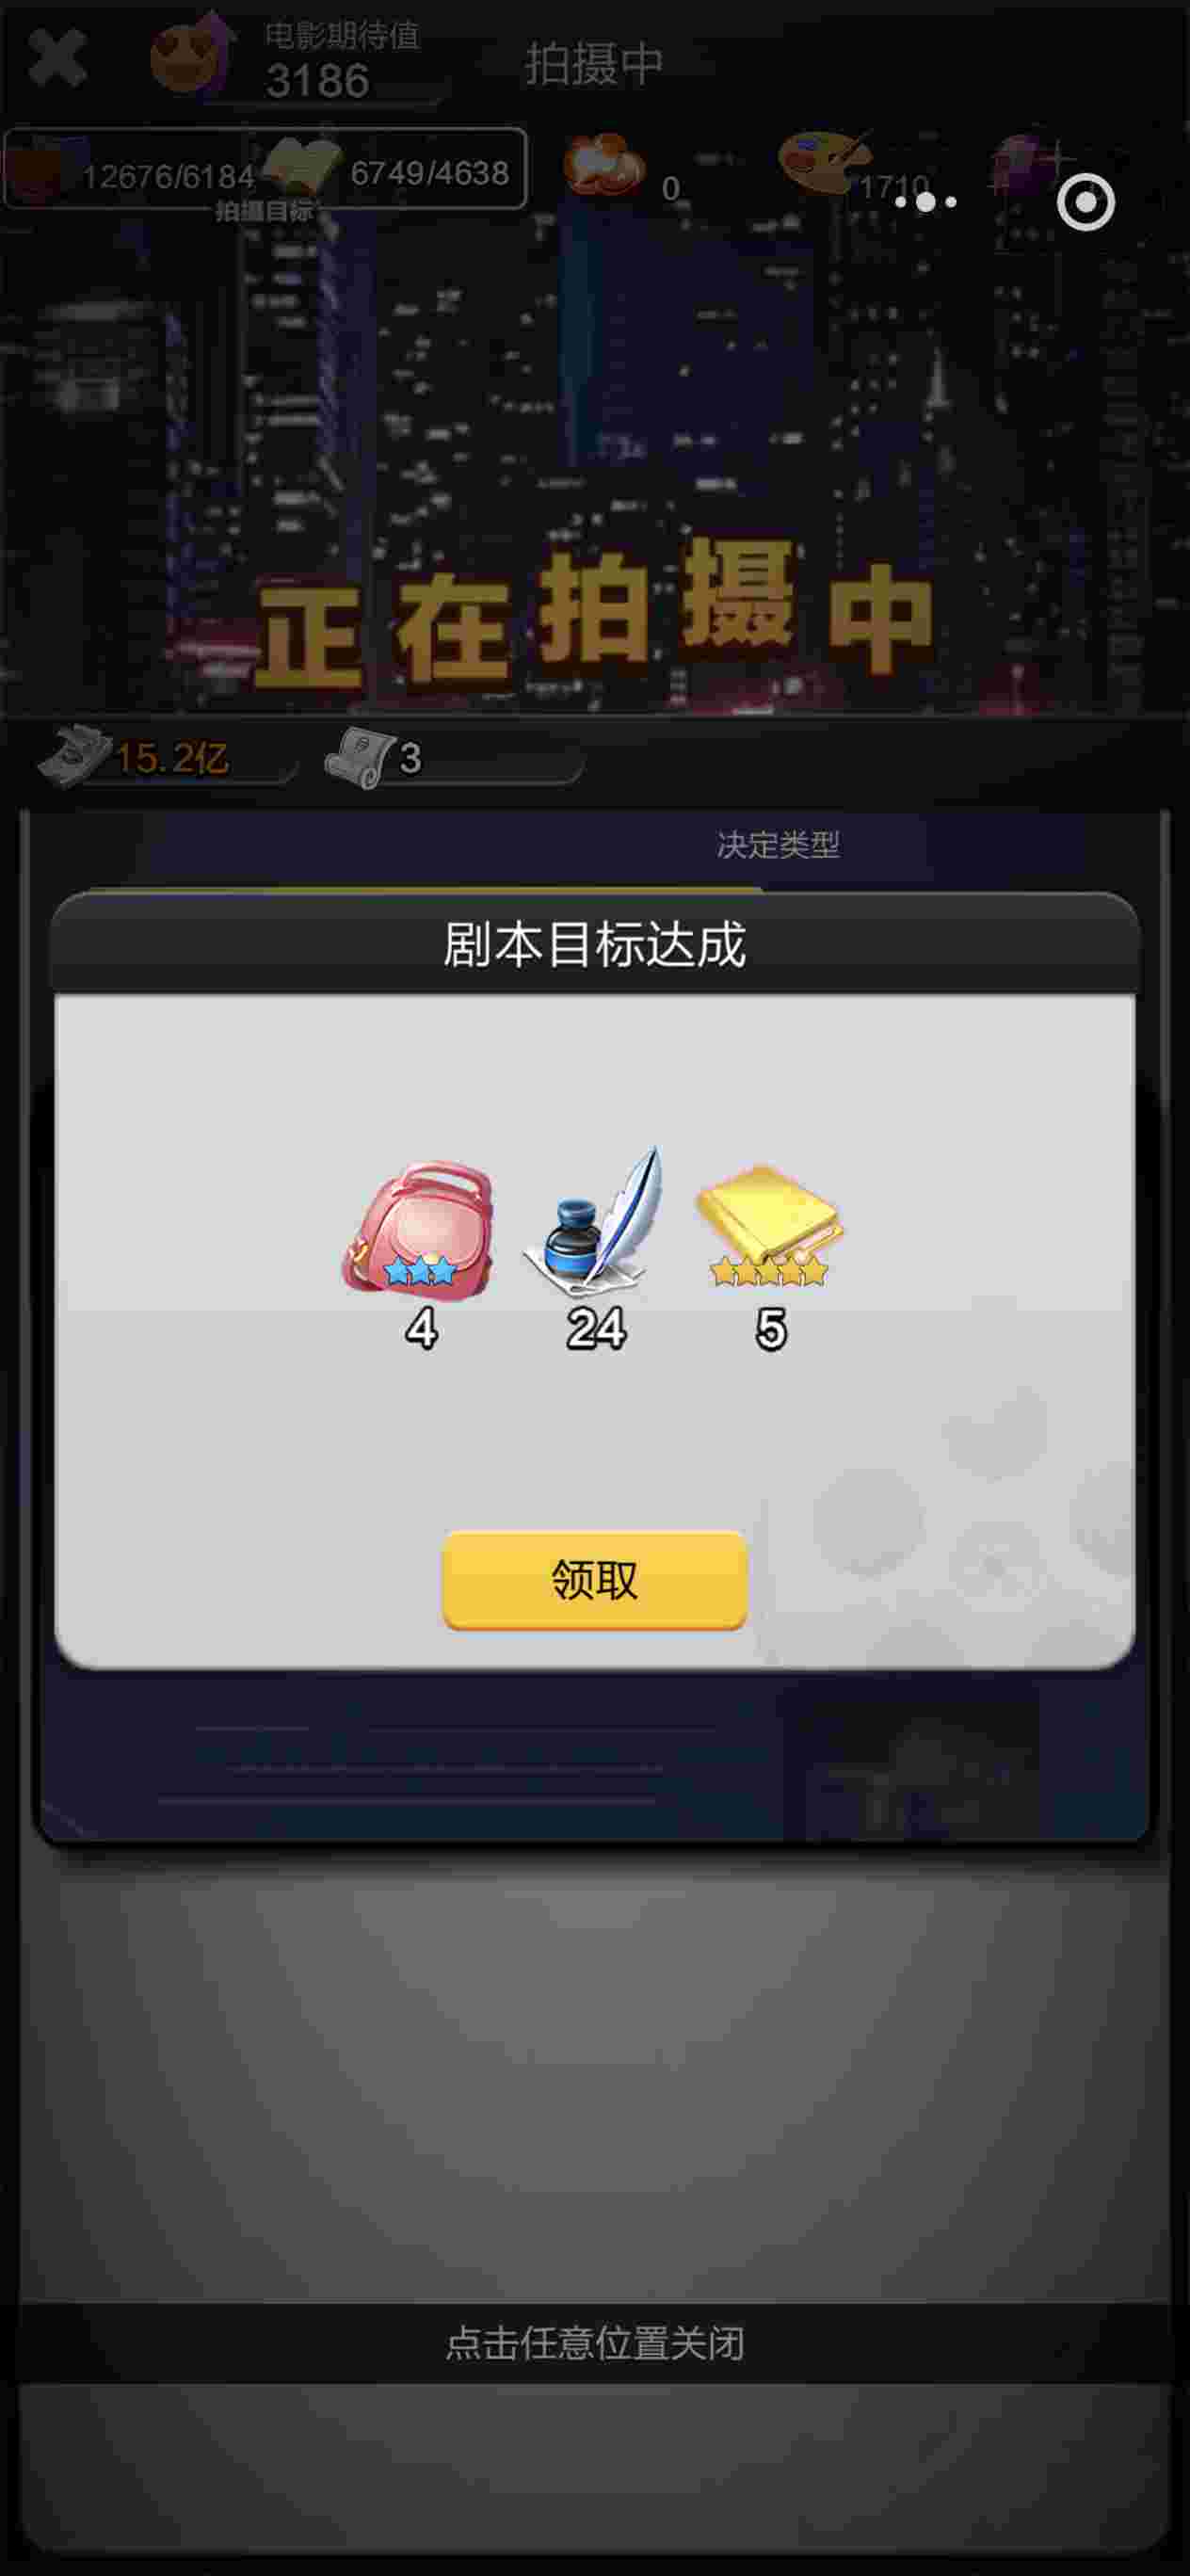 电影期待值
3186
拍摄中
12676/6184
6749/4638
0
1710
拍摄目标
正在拍摄中
15.2亿
3
决定类型
剧本目标达成
4
24
5
领取
点击任意位置关闭